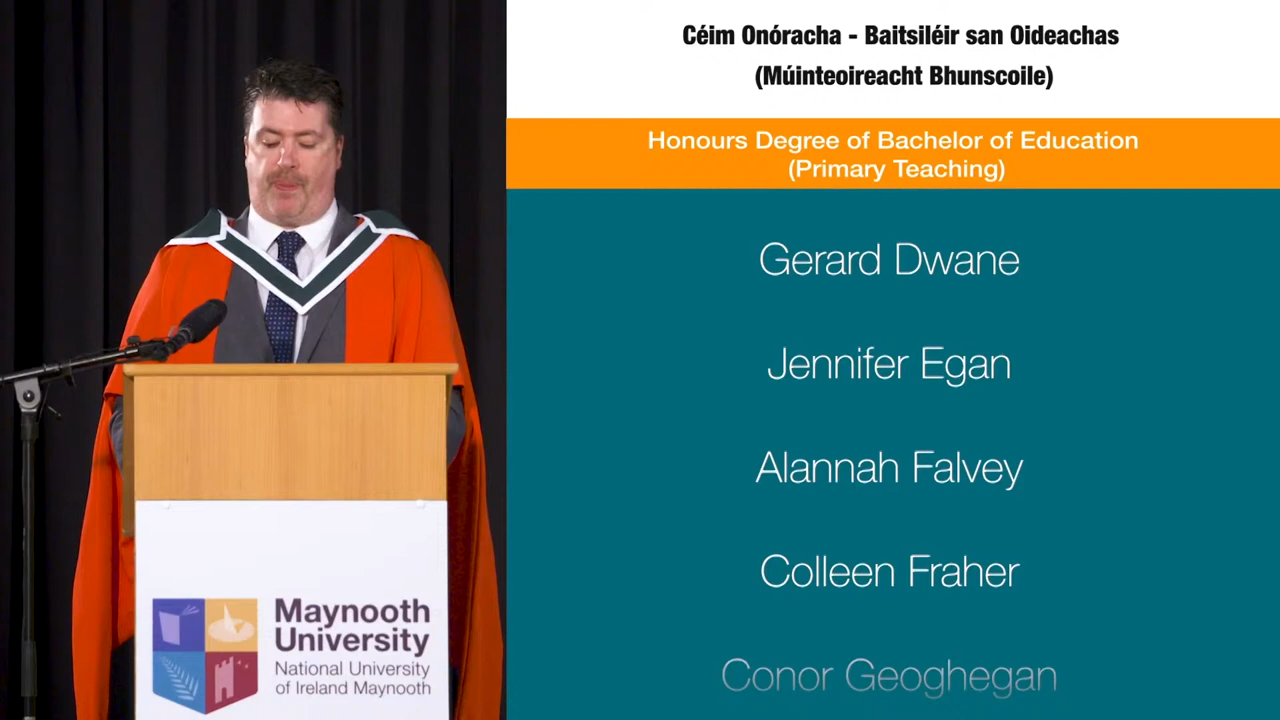 Céim Onóracha - Baitsiléir san Oideachas
(Múinteoireacht Bhunscoile)
Honours Degree of Bachelor of Education
(Primary Teaching)
Gerard Dwane
Jennifer Egan
Alannah Falvey
Colleen Fraher
Conor Geoghegan
Maynooth
University
National University
of Ireland Maynooth